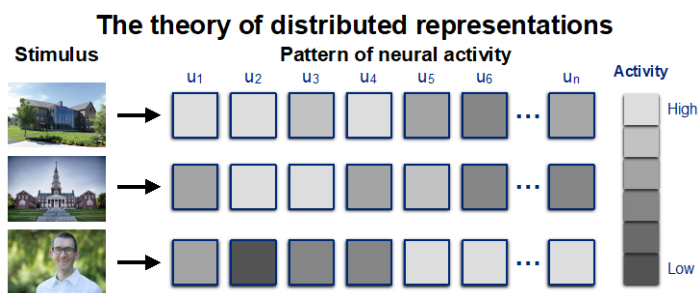 The theory of distributed representations
Stimulus
Pattern of neural activity
u1 u2 u3 u4 u5 u6 un
Activity
High
...
...
...
Low